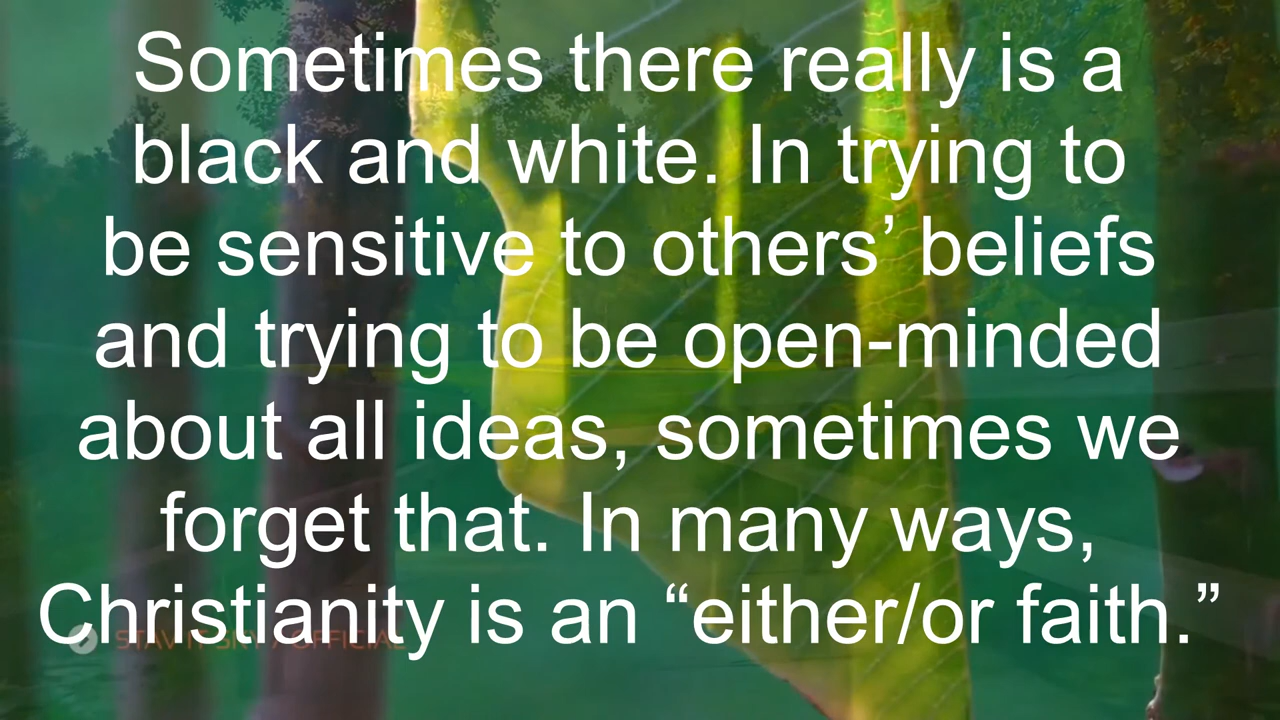 Sometimes there really is a
black and white. In trying to
be sensitive to others’ beliefs
and trying to be open-minded
about all ideas, sometimes we
forget that. In many ways,
Christianity is an “either/or faith.”
OFFICIAL